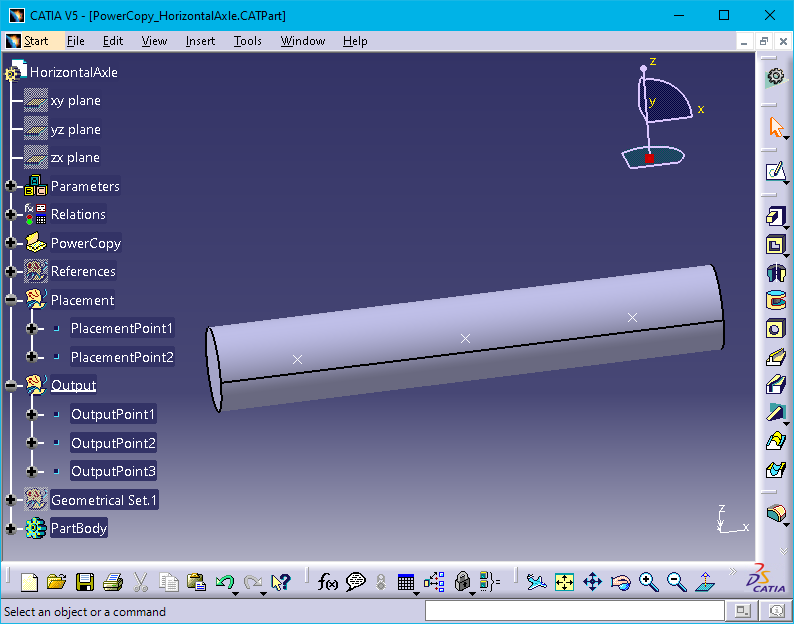 CATIA V5 - [PowerCopy_HorizontalAxle.CATPart]
Start File Edit View Insert Tools Window Help
HorizontalAxle
xy plane
yz plane
zx plane
Parameters
Relations
PowerCopy
References
Placement
PlacementPoint1
PlacementPoint2
Output
OutputPoint1
OutputPoint2
OutputPoint3
Geometrical Set.1
PartBody
z
y
x
z
x
f(x)
CATIA
Select an object or a command